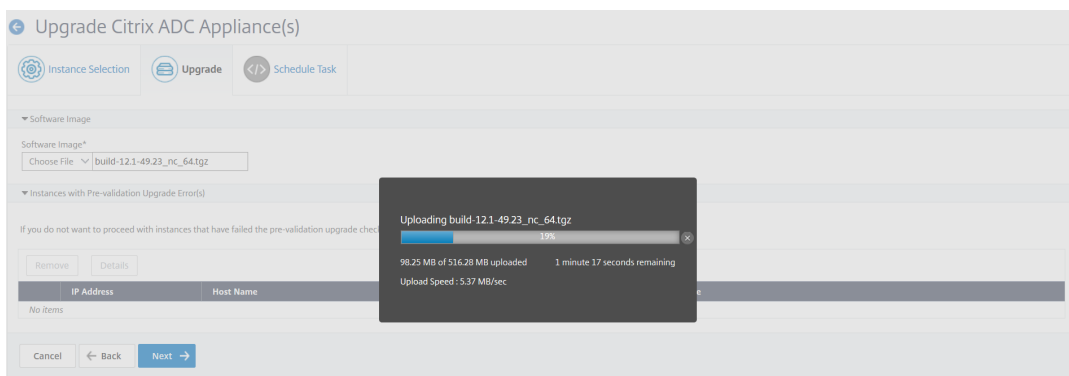 Upgrade Citrix ADC Appliance(s)
Instance Selection
Upgrade
</> Schedule Task
Software Image
Software Image*
Choose File build-12.1-49.23_nc_64.tgz
Instances with Pre-validation Upgrade Error(s)
If you do not want to proceed with instances that have failed the pre-validation upgrade chec
Uploading build-12.1-49.23_nc_64.tgz
19%
98.25 MB of 516.28 MB uploaded 1 minute 17 seconds remaining
Upload Speed : 5.37 MB/sec
Remove Details
IP Address Host Name e
No items
Cancel Back Next